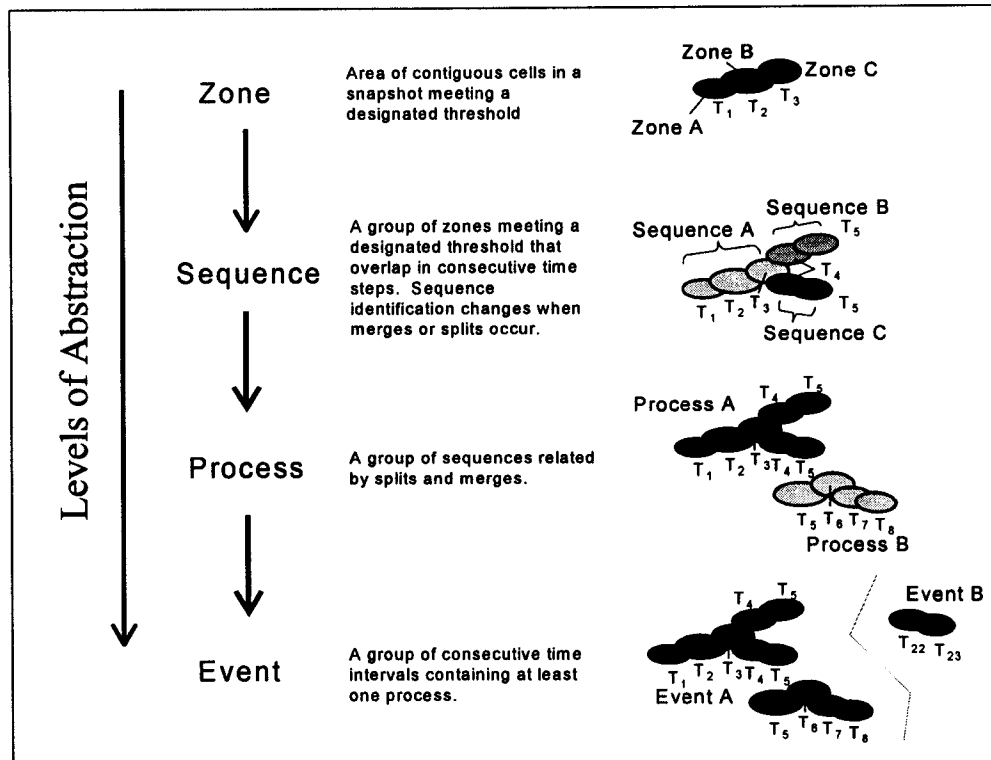 Levels of Abstraction
Zone
Area of contiguous cells in a
snapshot meeting a
designated threshold
Zone B
Zone C
T1 T2 T3
Zone A
Sequence
A group of zones meeting a
designated threshold that
overlap in consecutive time
steps. Sequence
identification changes when
merges or splits occur.
Sequence B
Sequence A
T5
T4
T1 T2 T3 T5
Sequence C
Process
A group of sequences related
by splits and merges.
Process A
T4 T5
T1 T2 T3 T4 T5
T5 T6 T7 T8
Process B
Event
A group of consecutive time
intervals containing at least
one process.
T4 T5
Event B
T22 T23
T1 T2 T3 T4 T5
Event A
T5 T6 T7 T8